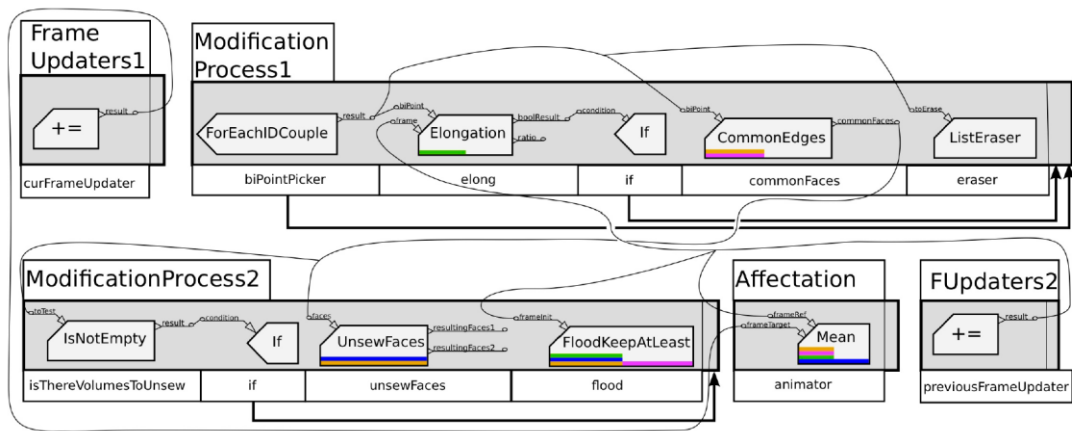 Frame
Updaters1
+=
result
curFrameUpdater
Modification
Process1
ForEachIDCouple
result
biPoint
frame
Elongation
boolResult
ratio
condition
If
biPoint
CommonEdges
commonFaces
toErase
ListEraser
biPointPicker
elong
if
commonFaces
eraser
ModificationProcess2
toTest
IsNotEmpty
result
condition
If
faces
UnsewFaces
resultingFaces1
resultingFaces2
frameInit
FloodKeepAtLeast
isThereVolumesToUnsew
if
unsewFaces
flood
Affectation
frameRef
frameTarget
Mean
animator
FUpdaters2
+=
result
previousFrameUpdater